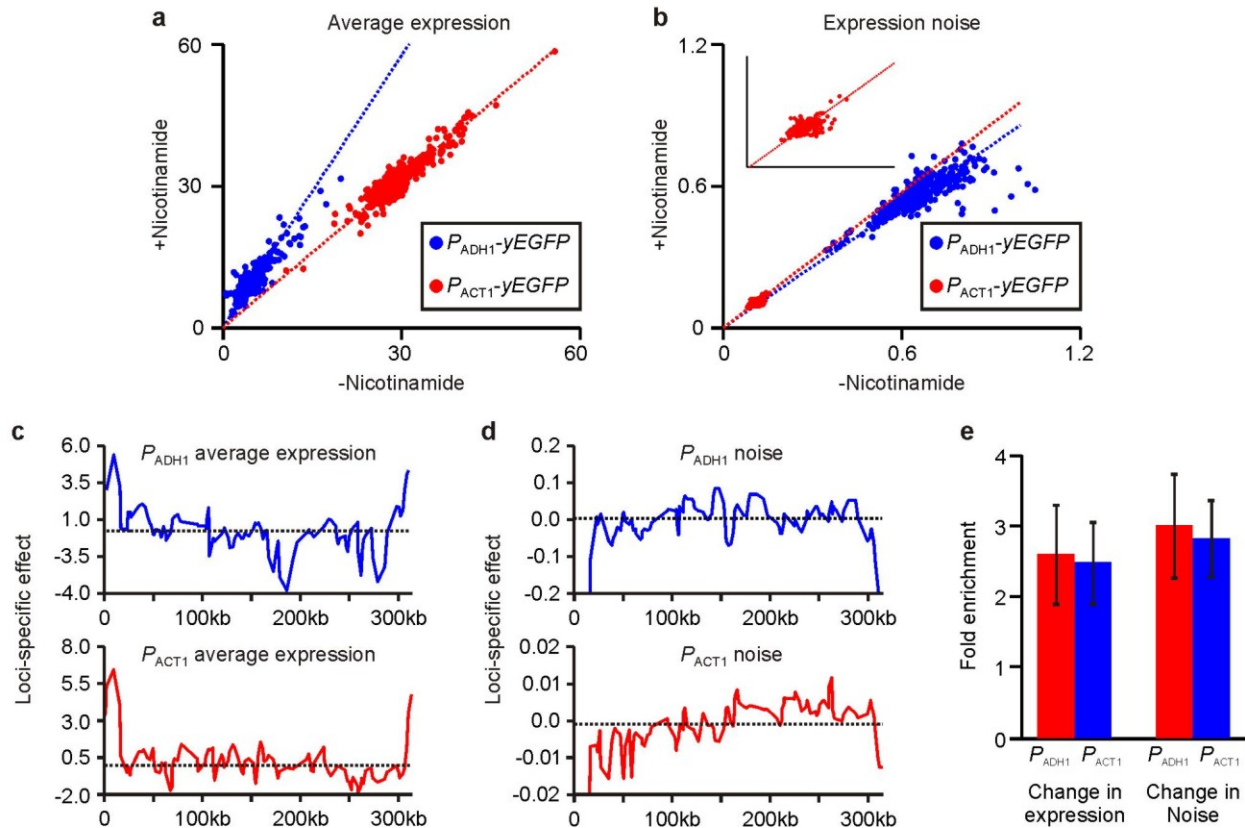 a
Average expression
60
30
0
0
30
60
+Nicotinamide
-Nicotinamide
PADH1-yEGFP
PACT1-yEGFP
b
Expression noise
1.2
0.6
0
0
0.6
1.2
+Nicotinamide
-Nicotinamide
PADH1-yEGFP
PACT1-yEGFP
c
PADH1 average expression
6.0
3.5
1.0
-3.5
-4.0
0
100kb
200kb
300kb
Loci-specific effect
PACT1 average expression
8.0
5.5
3.0
0.5
-2.0
0
100kb
200kb
300kb
d
PADH1 noise
0.2
0.1
0.0
-0.1
-0.2
0
100kb
200kb
300kb
Loci-specific effect
PACT1 noise
0.02
0.01
0.0
-0.01
-0.02
0
100kb
200kb
300kb
e
4
3
2
1
0
Fold enrichment
PADH1 PACT1 PADH1 PACT1
Change in expression
Change in Noise